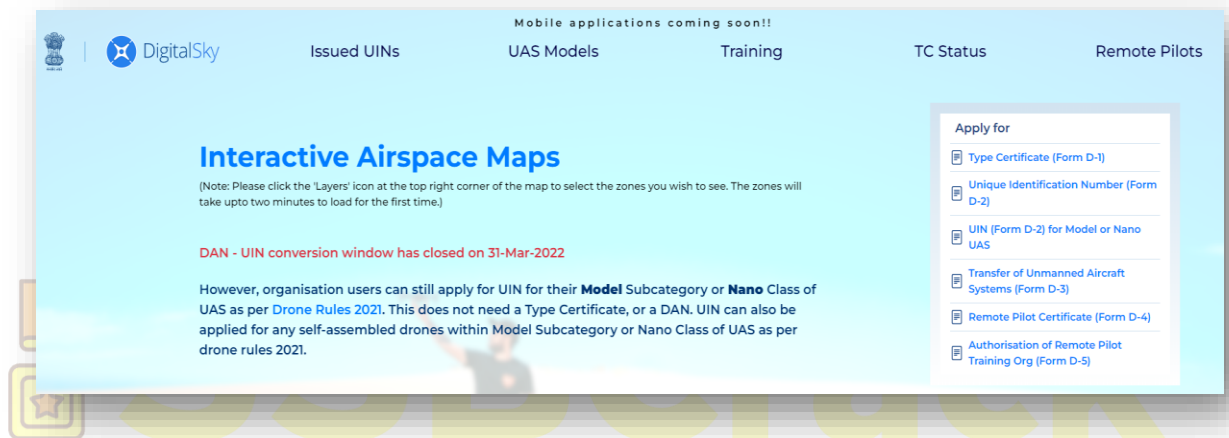 Mobile applications coming soon!!
DigitalSky
Issued UINs
UAS Models
Training
TC Status
Remote Pilots
Interactive Airspace Maps
(Note: Please click the 'Layers' icon at the top right corner of the map to select the zones you wish to see. The zones will
take upto two minutes to load for the first time.)
DAN - UIN conversion window has closed on 31-Mar-2022
However, organisation users can still apply for UIN for their Model Subcategory or Nano Class of
UAS as per Drone Rules 2021. This does not need a Type Certificate, or a DAN. UIN can also be
applied for any self-assembled drones within Model Subcategory or Nano Class of UAS as per
drone rules 2021.
Apply for
Type Certificate (Form D-1)
Unique Identification Number (Form
D-2)
UIN (Form D-2) for Model or Nano
UAS
Transfer of Unmanned Aircraft
Systems (Form D-3)
Remote Pilot Certificate (Form D-4)
Authorisation of Remote Pilot
Training Org (Form D-5)
SSBCrack